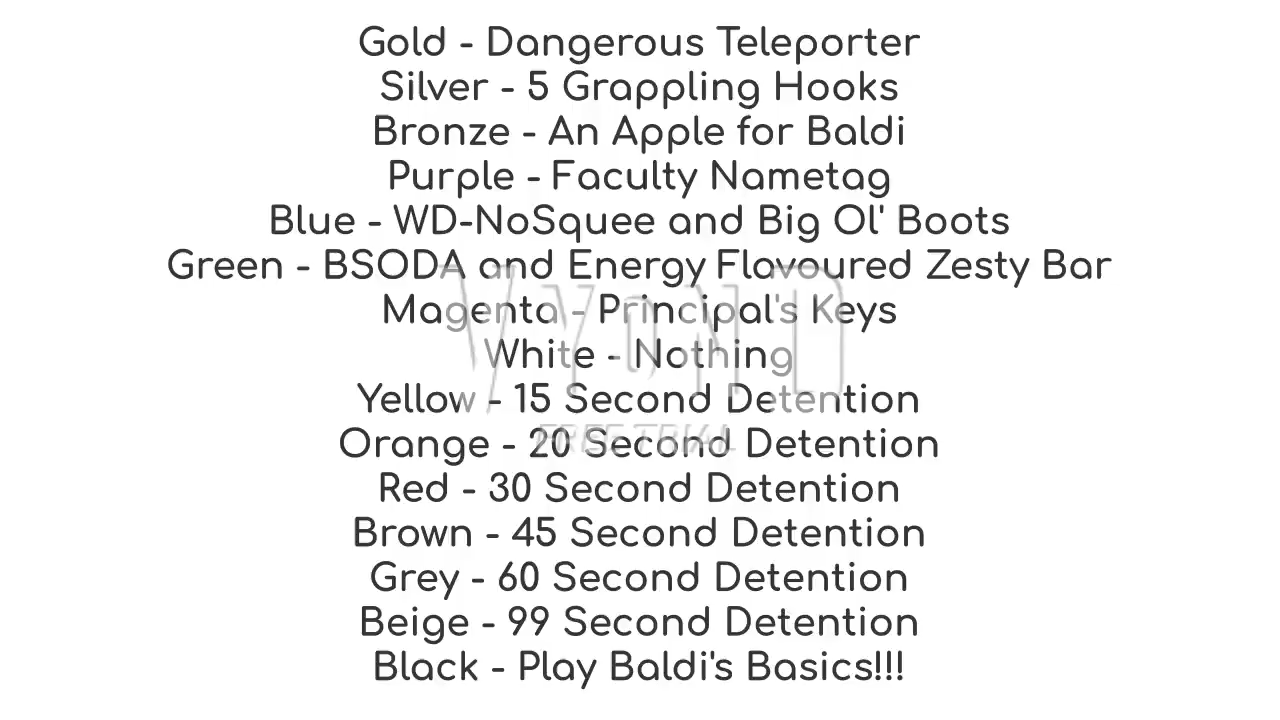 Gold - Dangerous Teleporter
Silver - 5 Grappling Hooks
Bronze - An Apple for Baldi
Purple - Faculty Nametag
Blue - WD-NoSquee and Big Ol' Boots
Green - BSODA and Energy Flavoured Zesty Bar
Magenta - Principal's Keys
White - Nothing
Yellow - 15 Second Detention
Orange - 20 Second Detention
Red - 30 Second Detention
Brown - 45 Second Detention
Grey - 60 Second Detention
Beige - 99 Second Detention
Black - Play Baldi's Basics!!!
Vyond
FREE TRIAL